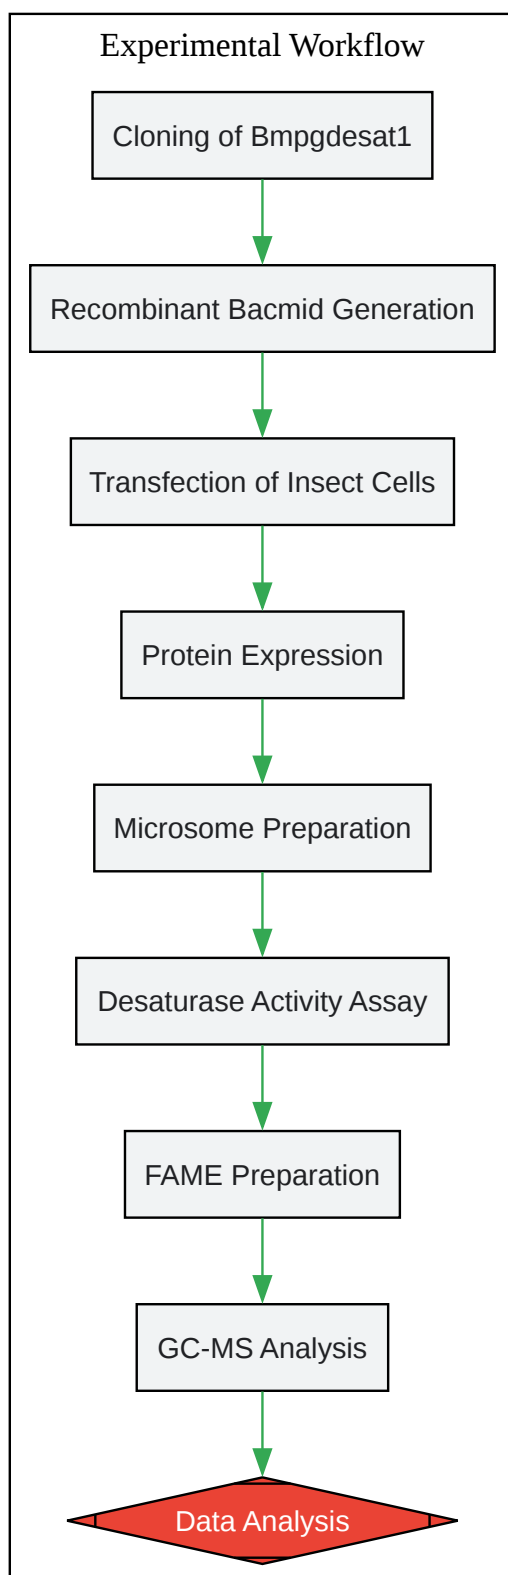 Experimental Workflow
Cloning of Bmpgdesat1
Recombinant Bacmid Generation
Transfection of Insect Cells
Protein Expression
Microsome Preparation
Desaturase Activity Assay
FAME Preparation
GC-MS Analysis
Data Analysis